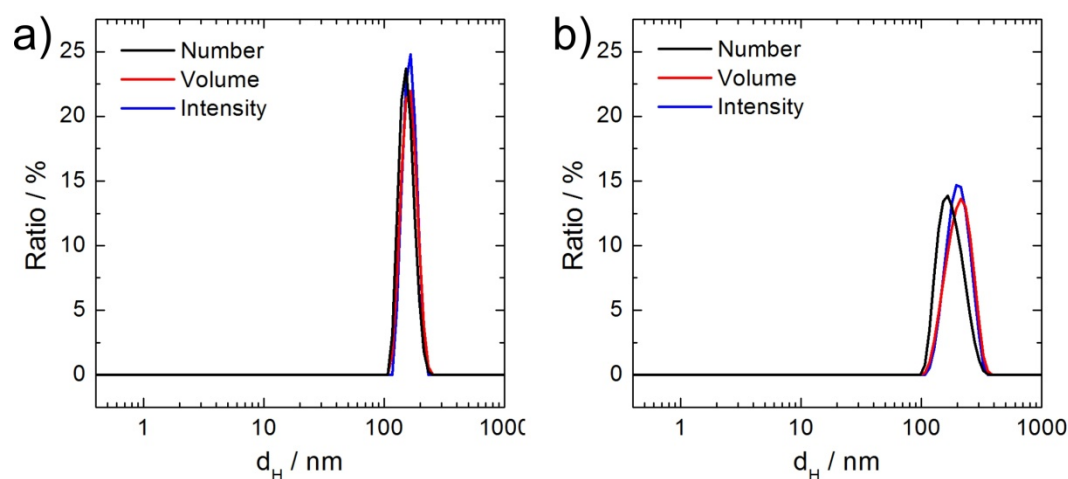 a)
Number
Volume
Intensity
25
20
15
10
5
0
Ratio / %
1
10
100
1000
d_H / nm
b)
Number
Volume
Intensity
25
20
15
10
5
0
Ratio / %
1
10
100
1000
d_H / nm